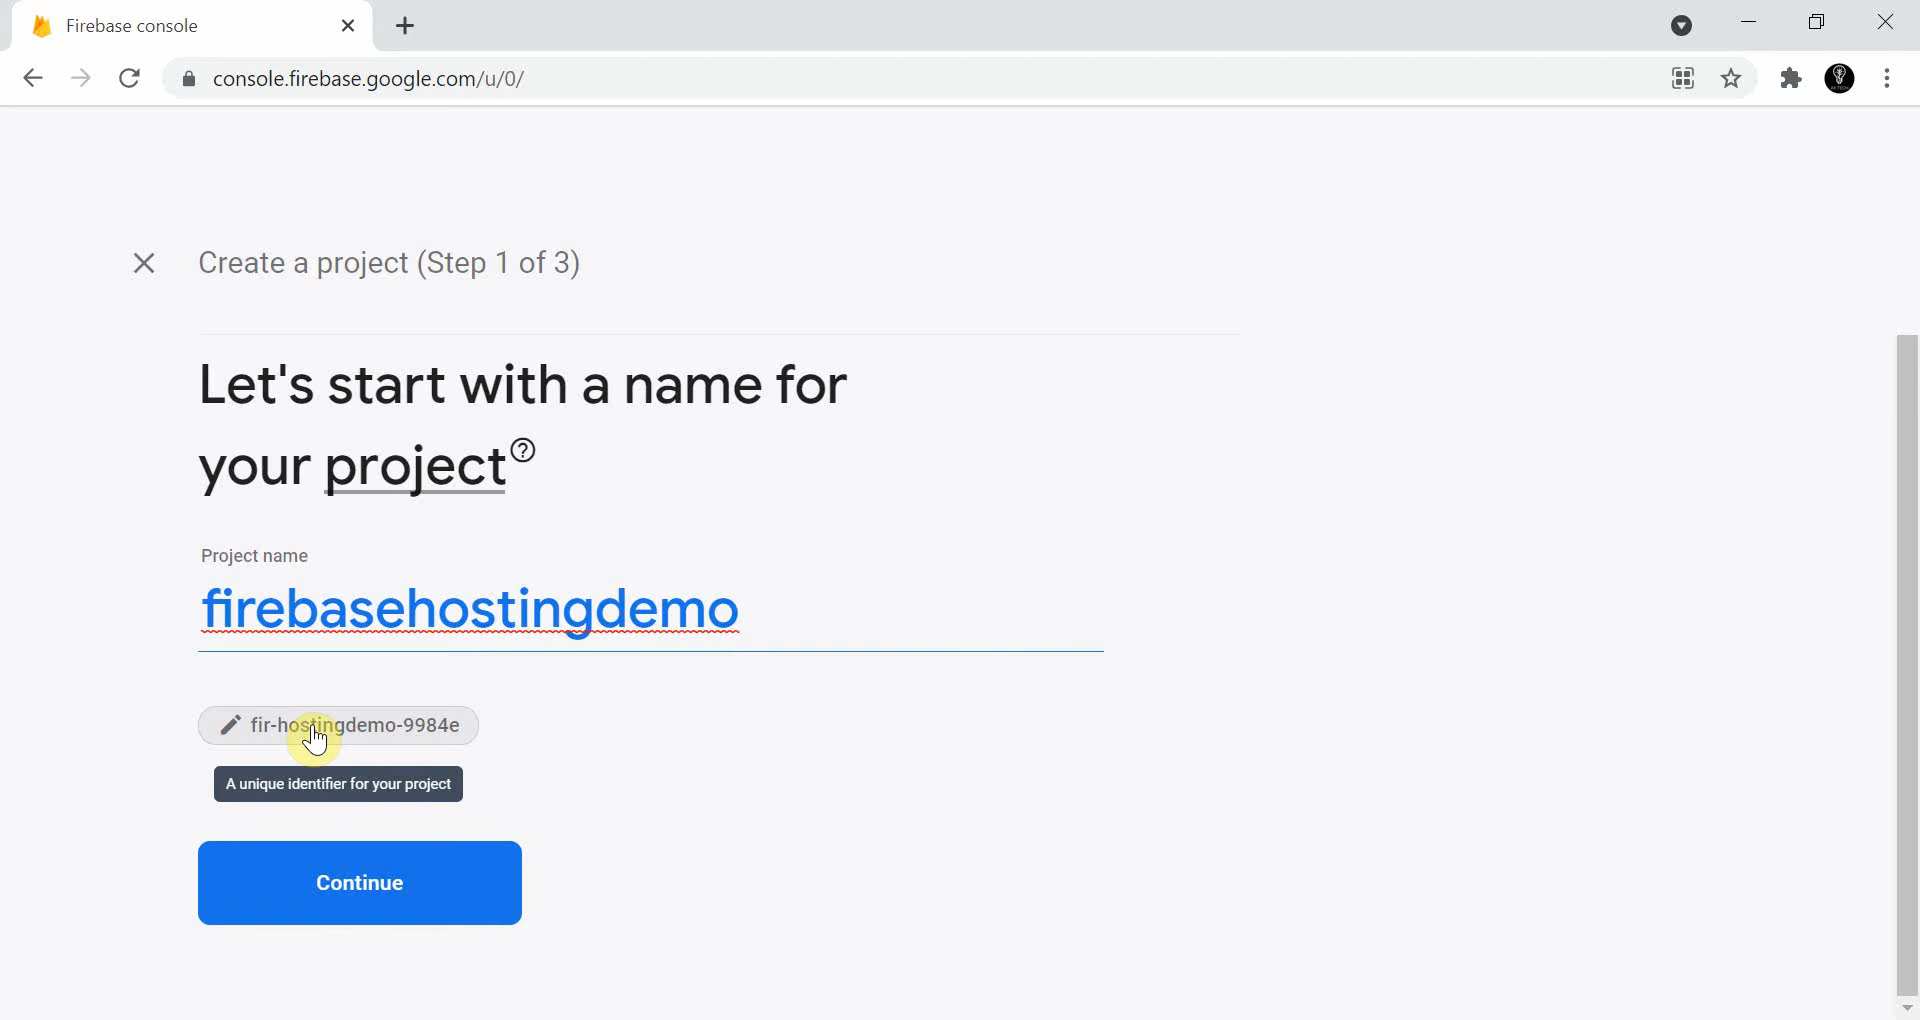 Firebase console
console.firebase.google.com/u/0/
Create a project (Step 1 of 3)
Let's start with a name for
your project
Project name
firebasehostingdemo
fir-hostingdemo-9984e
A unique identifier for your project
Continue